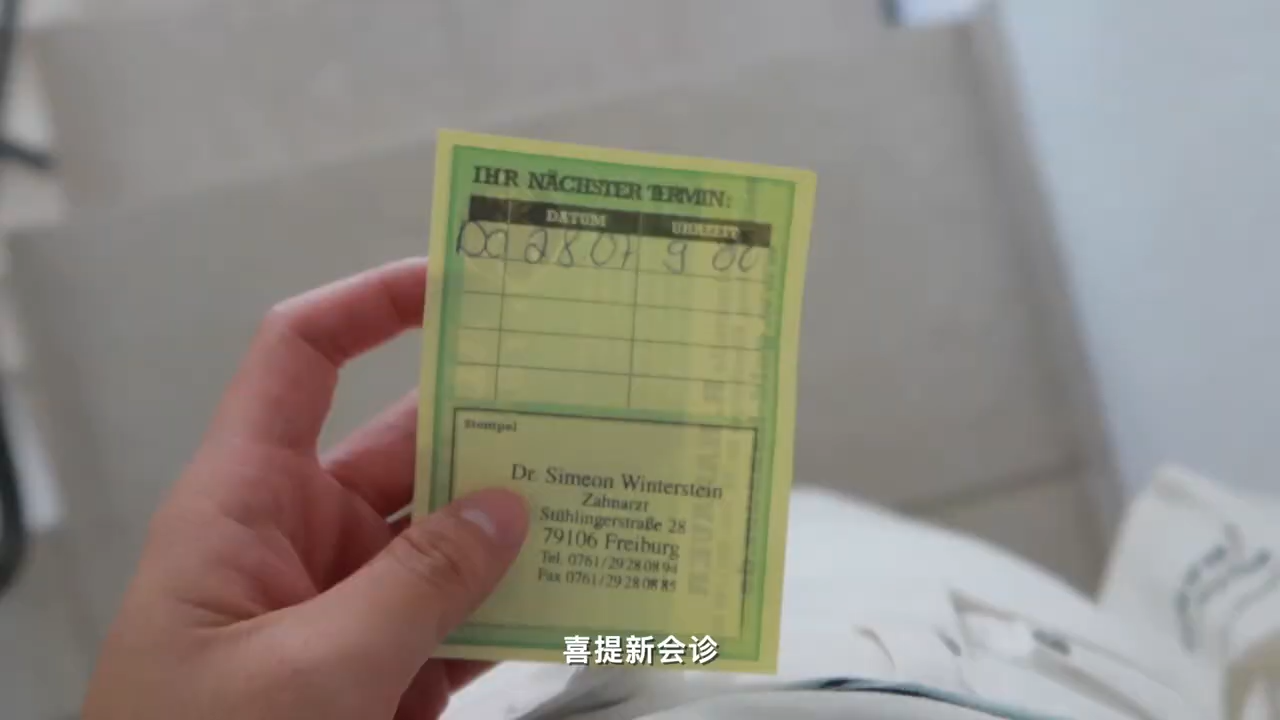 IHR NÄCHSTER TERMIN:
DATUM UHRZEIT
Do 28 07 9 00
Stempel
Dr. Simeon Winterstein
Zahnarzt
Stühlingerstraße 28
79106 Freiburg
Tel. 0761/29 28 08 94
Fax 0761/29 28 08 85
喜提新会诊